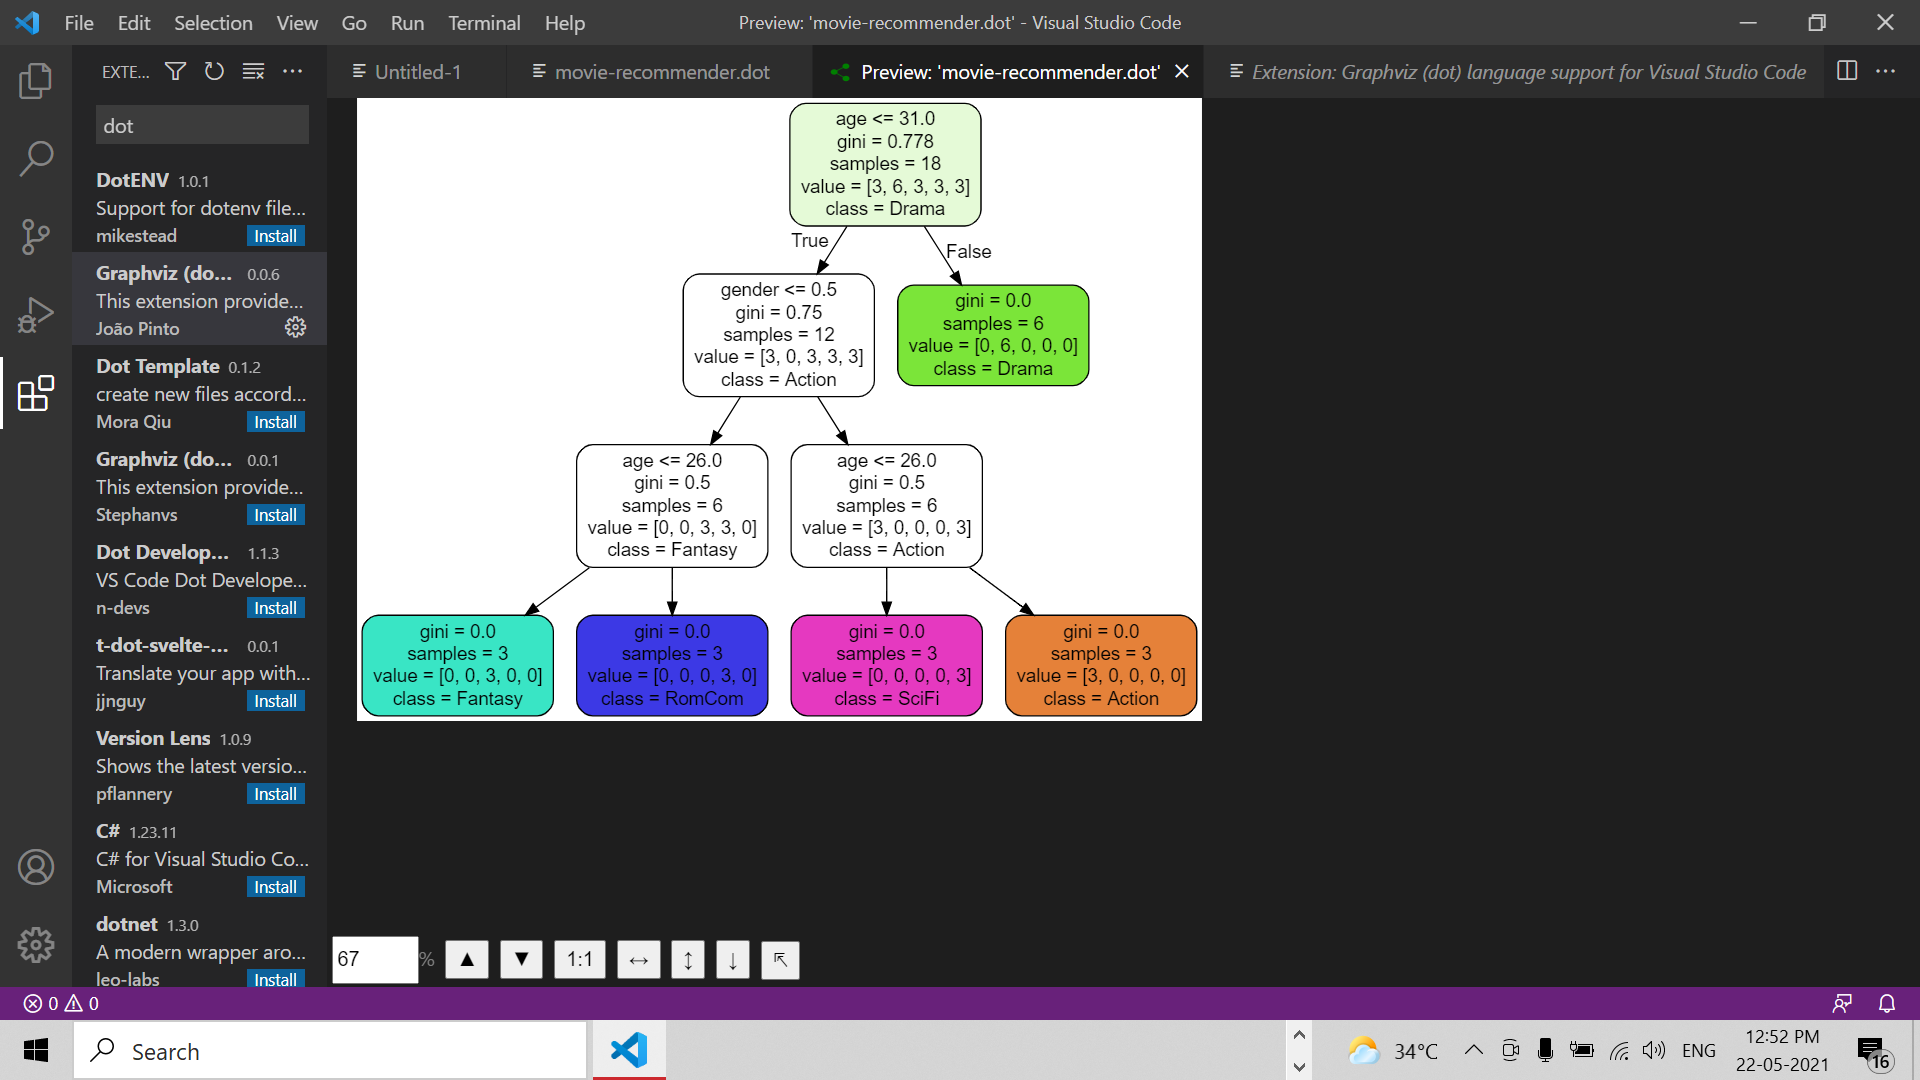 File Edit Selection View Go Run Terminal Help
Preview: 'movie-recommender.dot' - Visual Studio Code
EXTE...
Untitled-1
movie-recommender.dot
Preview: 'movie-recommender.dot'
Extension: Graphviz (dot) language support for Visual Studio Code
dot
DotENV 1.0.1
Support for dotenv file...
mikestead
Install
Graphviz (do... 0.0.6
This extension provide...
João Pinto
Dot Template 0.1.2
create new files accord...
Mora Qiu
Install
Graphviz (do... 0.0.1
This extension provide...
Stephanvs
Install
Dot Develop... 1.1.3
VS Code Dot Develope...
n-devs
Install
t-dot-svelte-... 0.0.1
Translate your app with...
jjnguy
Install
Version Lens 1.0.9
Shows the latest versio...
pflannery
Install
C# 1.23.11
C# for Visual Studio Co...
Microsoft
Install
dotnet 1.3.0
A modern wrapper aro...
leo-labs
Install
age <= 31.0
gini = 0.778
samples = 18
value = [3, 6, 3, 3, 3]
class = Drama
True
False
gender <= 0.5
gini = 0.75
samples = 12
value = [3, 0, 3, 3, 3]
class = Action
gini = 0.0
samples = 6
value = [0, 6, 0, 0, 0]
class = Drama
age <= 26.0
gini = 0.5
samples = 6
value = [0, 0, 3, 3, 0]
class = Fantasy
age <= 26.0
gini = 0.5
samples = 6
value = [3, 0, 0, 0, 3]
class = Action
gini = 0.0
samples = 3
value = [0, 0, 3, 0, 0]
class = Fantasy
gini = 0.0
samples = 3
value = [0, 0, 0, 3, 0]
class = RomCom
gini = 0.0
samples = 3
value = [0, 0, 0, 0, 3]
class = SciFi
gini = 0.0
samples = 3
value = [3, 0, 0, 0, 0]
class = Action
67 %
1:1
0 0
Search
34°C
ENG
12:52 PM
22-05-2021
16